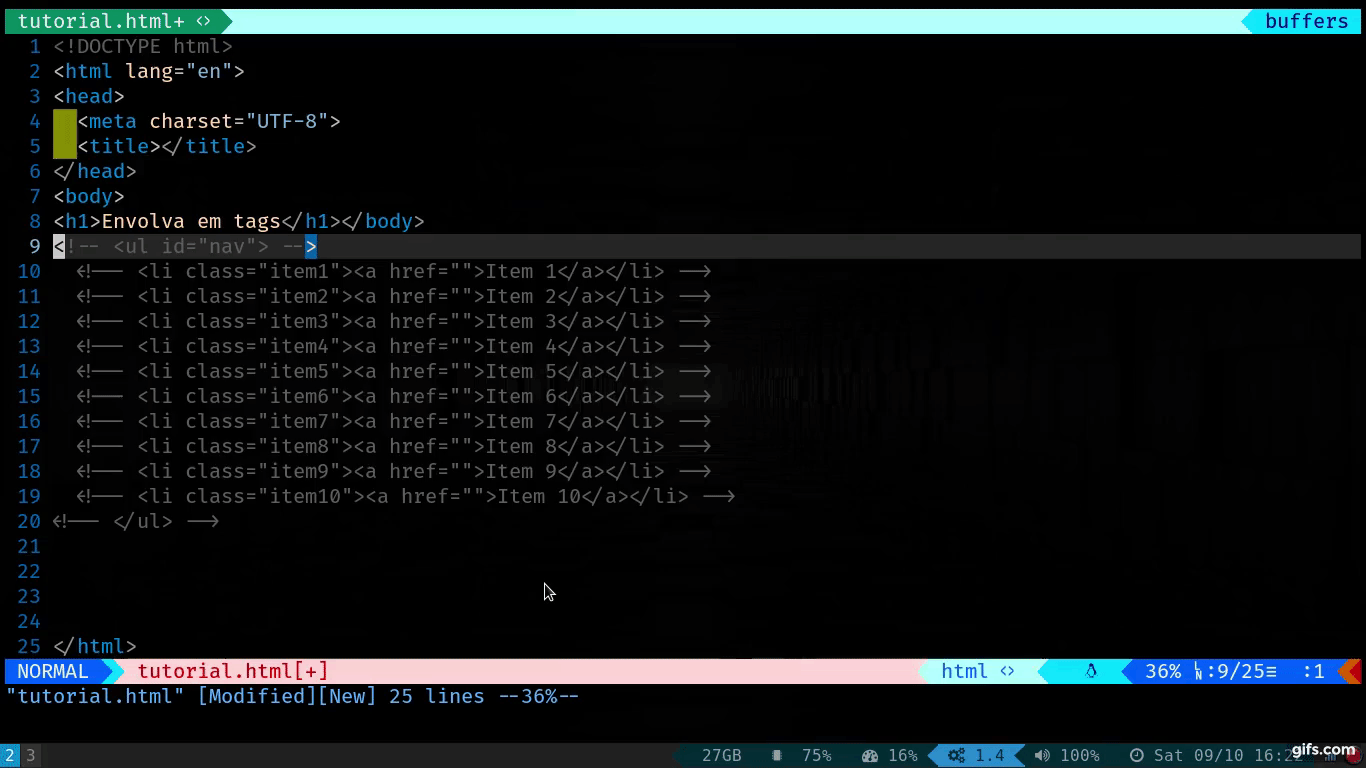 tutorial.html+ <> buffers
1 <!DOCTYPE html>
2 <html lang="en">
3 <head>
4 <meta charset="UTF-8">
5 <title></title>
6 </head>
7 <body>
8 <h1>Envolva em tags</h1></body>
9 <!-- <ul id="nav"> -->
10 <!-- <li class="item1"><a href="">Item 1</a></li> -->
11 <!-- <li class="item2"><a href="">Item 2</a></li> -->
12 <!-- <li class="item3"><a href="">Item 3</a></li> -->
13 <!-- <li class="item4"><a href="">Item 4</a></li> -->
14 <!-- <li class="item5"><a href="">Item 5</a></li> -->
15 <!-- <li class="item6"><a href="">Item 6</a></li> -->
16 <!-- <li class="item7"><a href="">Item 7</a></li> -->
17 <!-- <li class="item8"><a href="">Item 8</a></li> -->
18 <!-- <li class="item9"><a href="">Item 9</a></li> -->
19 <!-- <li class="item10"><a href="">Item 10</a></li> -->
20 <!-- </ul> -->
21
22
23
24
25 </html>
NORMAL tutorial.html[+] html <> 36% ㏑:9/25≡ :1
"tutorial.html" [Modified][New] 25 lines --36%--
2 3 27GB 75% 16% 1.4 100% Sat 09/10 16:2 gifs.com